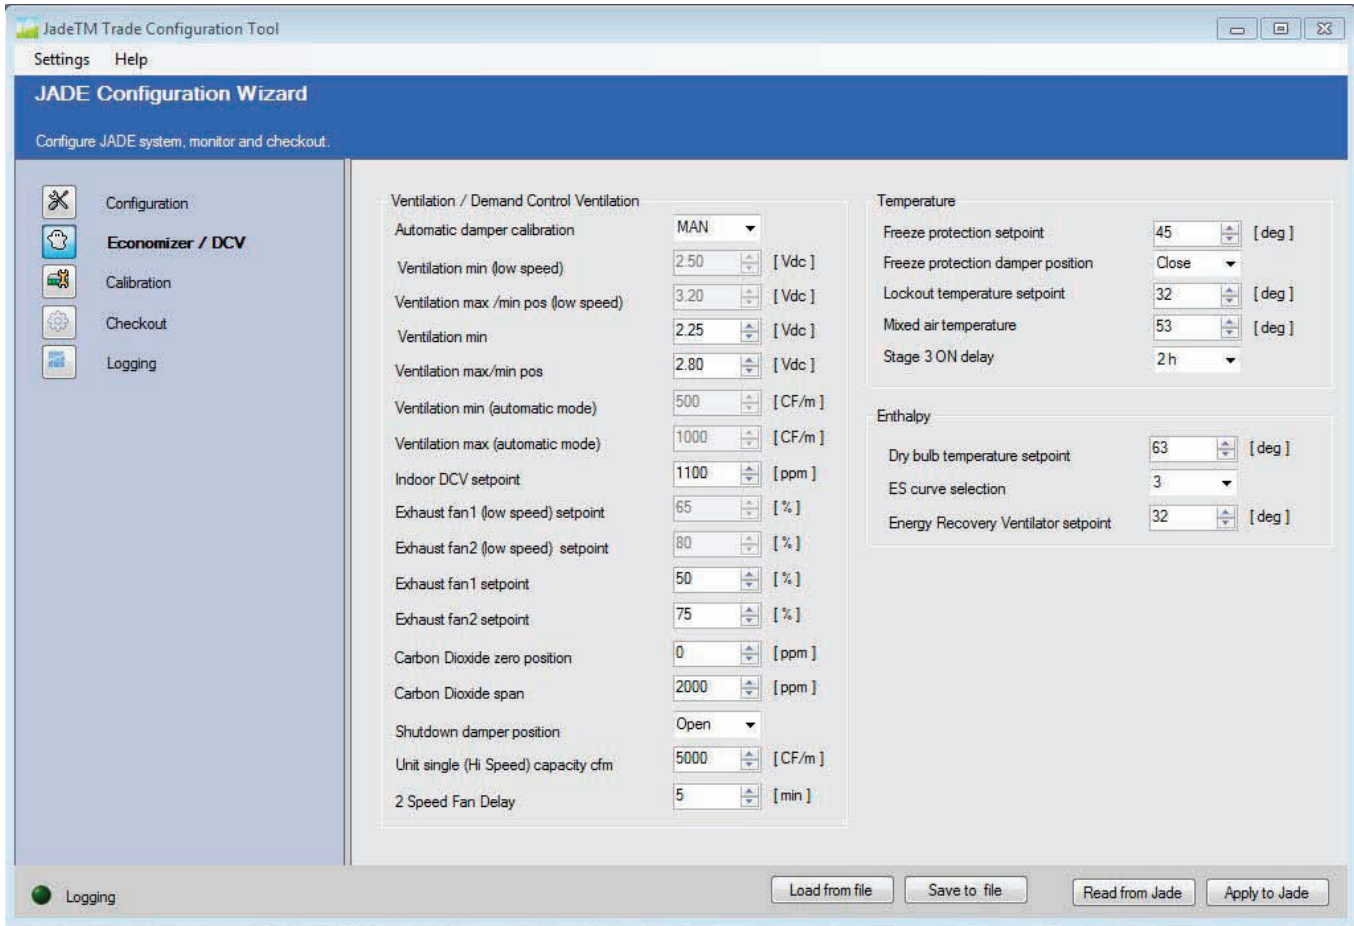 JadeTM Trade Configuration Tool
Settings Help
JADE Configuration Wizard
Configure JADE system, monitor and checkout.
Configuration
Economizer / DCV
Calibration
Checkout
Logging
Ventilation / Demand Control Ventilation
Automatic damper calibration MAN
Ventilation min (low speed) 2.50 [ Vdc ]
Ventilation max /min pos (low speed) 3.20 [ Vdc ]
Ventilation min 2.25 [ Vdc ]
Ventilation max/min pos 2.80 [ Vdc ]
Ventilation min (automatic mode) 500 [ CF/m ]
Ventilation max (automatic mode) 1000 [ CF/m ]
Indoor DCV setpoint 1100 [ ppm ]
Exhaust fan1 (low speed) setpoint 65 [ % ]
Exhaust fan2 (low speed) setpoint 80 [ % ]
Exhaust fan1 setpoint 50 [ % ]
Exhaust fan2 setpoint 75 [ % ]
Carbon Dioxide zero position 0 [ ppm ]
Carbon Dioxide span 2000 [ ppm ]
Shutdown damper position Open
Unit single (Hi Speed) capacity cfm 5000 [ CF/m ]
2 Speed Fan Delay 5 [ min ]
Temperature
Freeze protection setpoint 45 [ deg ]
Freeze protection damper position Close
Lockout temperature setpoint 32 [ deg ]
Mixed air temperature 53 [ deg ]
Stage 3 ON delay 2 h
Enthalpy
Dry bulb temperature setpoint 63 [ deg ]
ES curve selection 3
Energy Recovery Ventilator setpoint 32 [ deg ]
Logging
Load from file Save to file Read from Jade Apply to Jade